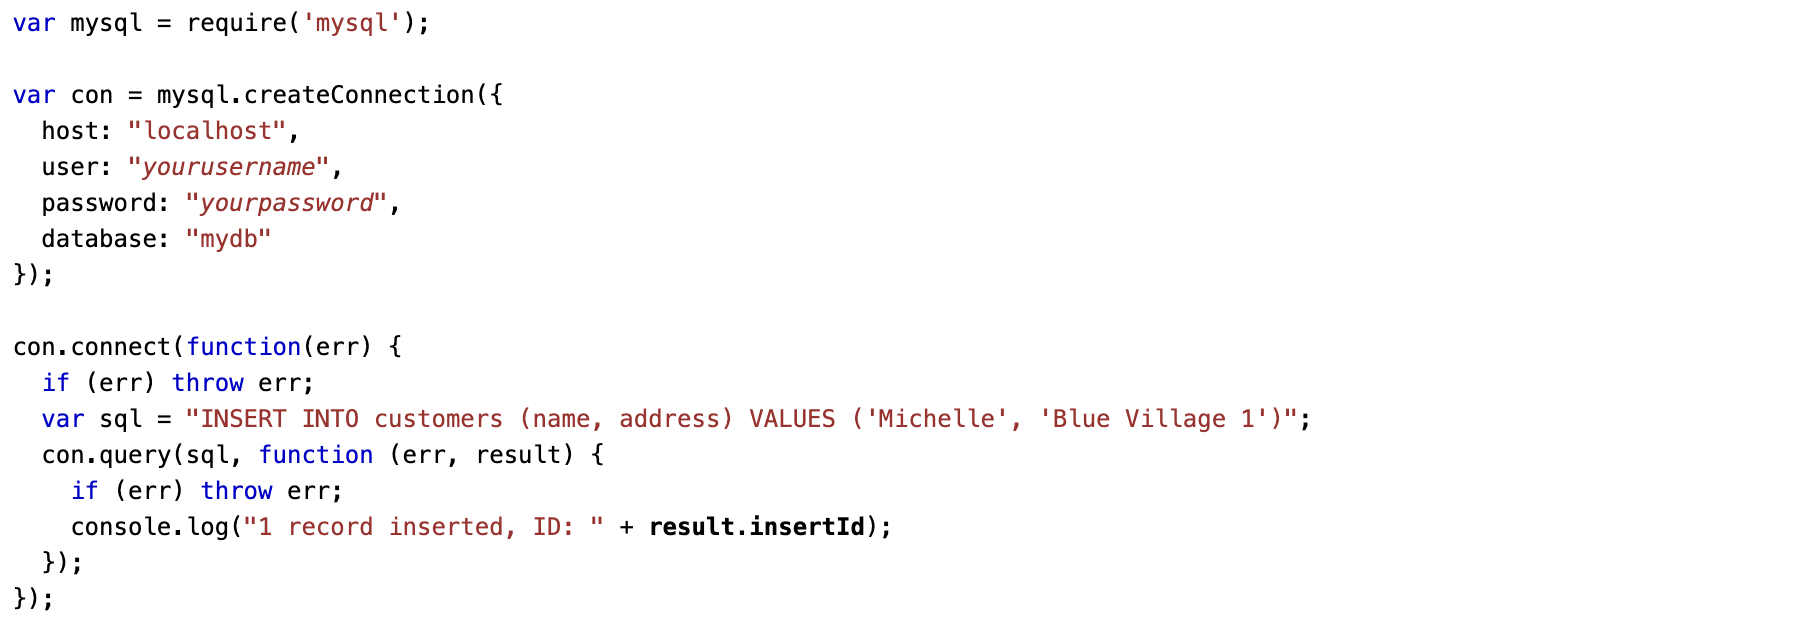 var mysql = require('mysql');

var con = mysql.createConnection({
  host: "localhost",
  user: "yourusername",
  password: "yourpassword",
  database: "mydb"
});

con.connect(function(err) {
  if (err) throw err;
  var sql = "INSERT INTO customers (name, address) VALUES ('Michelle', 'Blue Village 1')";
  con.query(sql, function (err, result) {
    if (err) throw err;
    console.log("1 record inserted, ID: " + result.insertId);
  });
});